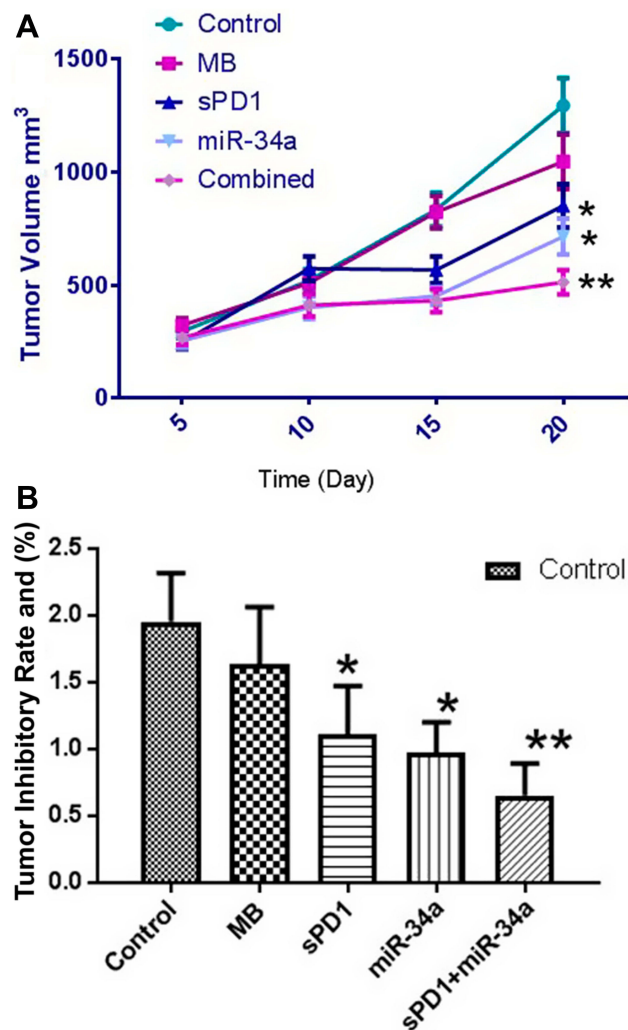 A
Control
MB
sPD1
miR-34a
Combined
Tumor Volume mm³
1500
1000
500
0
*
*
**
5
10
15
20
Time (Day)
B
Tumor Inhibitory Rate and (%)
2.5
2.0
1.5
1.0
0.5
0.0
Control
*
*
**
Control
MB
sPD1
miR-34a
sPD1+miR-34a